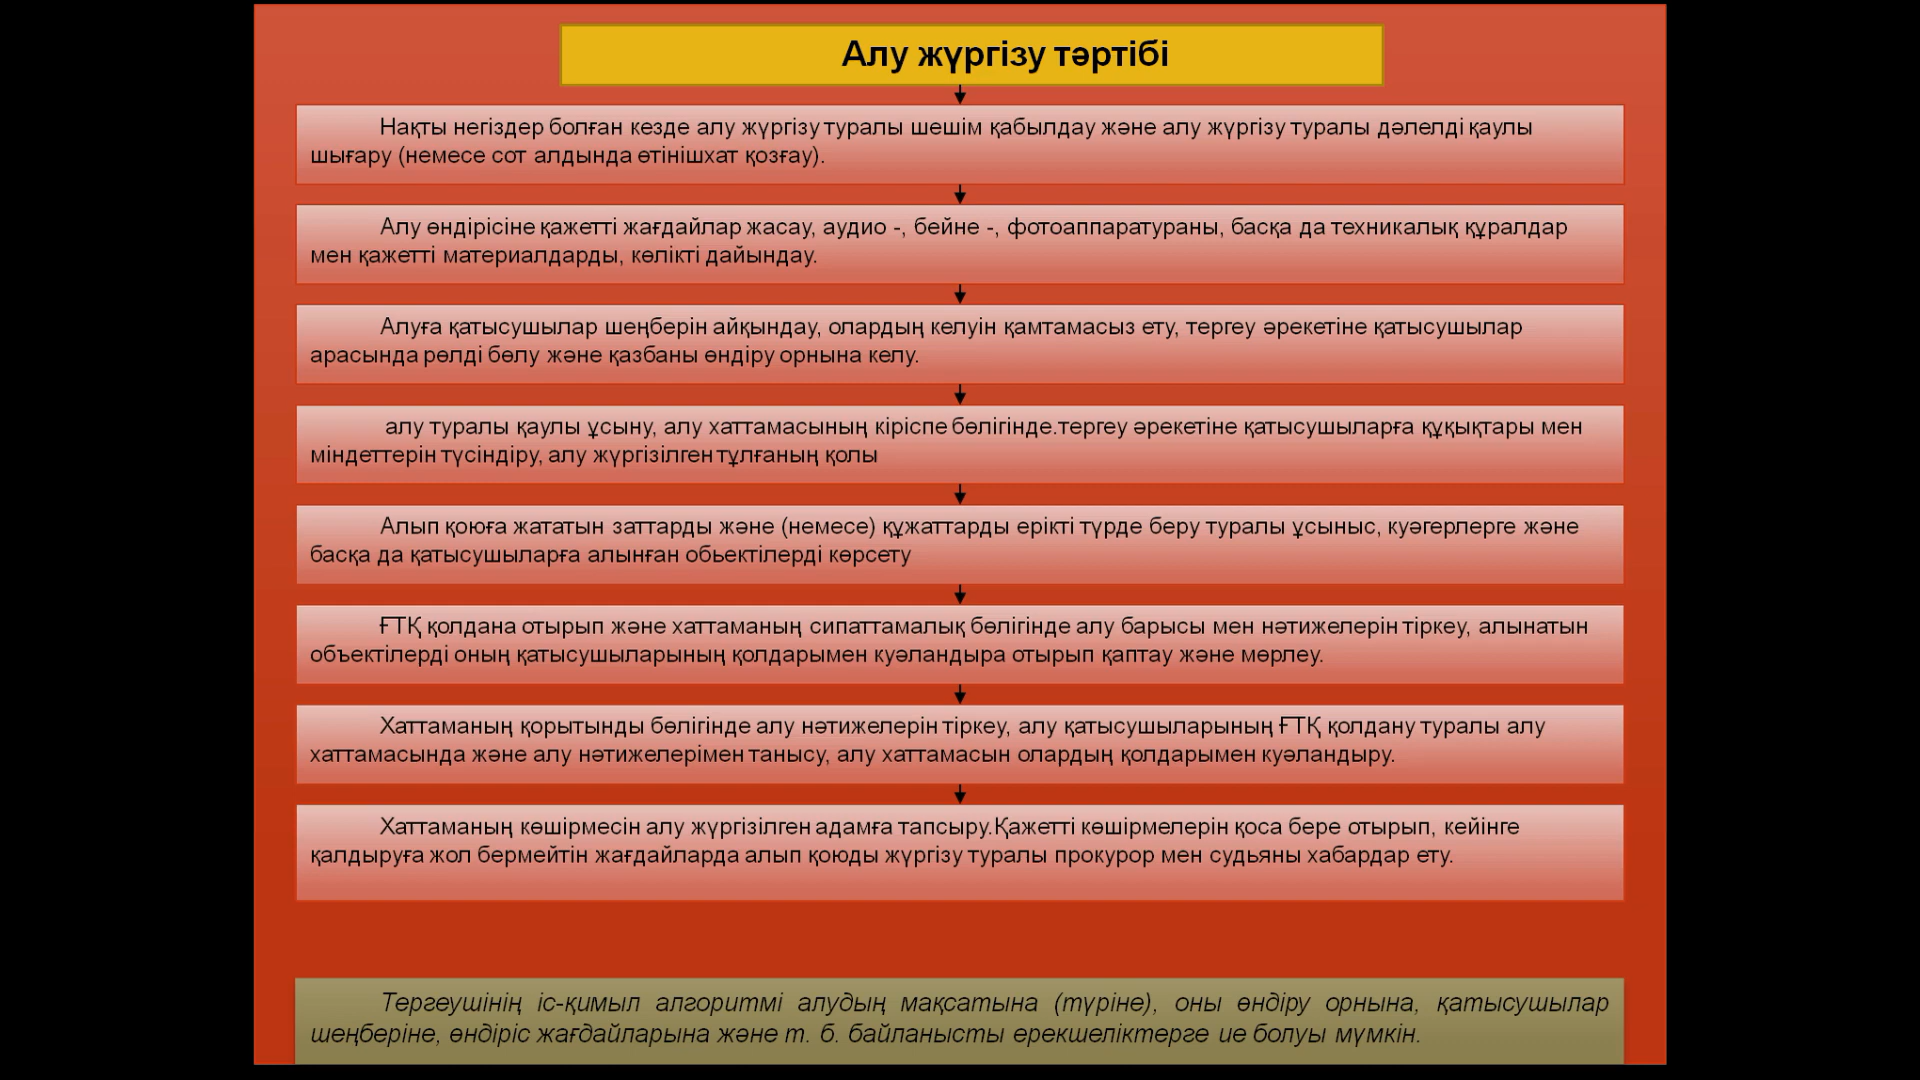 Алу жүргізу тәртібі
Нақты негіздер болған кезде алу жүргізу туралы шешім қабылдау және алу жүргізу туралы дәлелді қаулы
шығару (немесе сот алдында өтінішхат қозғау).
Алу өндірісіне қажетті жағдайлар жасау, аудио -, бейне -, фотоаппаратураны, басқа да техникалық құралдар
мен қажетті материалдарды, көлікті дайындау.
Алуға қатысушылар шеңберін айқындау, олардың келуін қамтамасыз ету, тергеу әрекетіне қатысушылар
арасында рөлді бөлу және қазбаны өндіру орнына келу.
алу туралы қаулы ұсыну, алу хаттамасының кіріспе бөлігінде.тергеу әрекетіне қатысушыларға құқықтары мен
міндеттерін түсіндіру, алу жүргізілген тұлғаның қолы
Алып қоюға жататын заттарды және (немесе) құжаттарды ерікті түрде беру туралы ұсыныс, куәгерлерге және
басқа да қатысушыларға алынған обьектілерді көрсету
ҒТҚ қолдана отырып және хаттаманың сипаттамалық бөлігінде алу барысы мен нәтижелерін тіркеу, алынатын
объектілерді оның қатысушыларының қолдарымен куәландыра отырып қаптау және мөрлеу.
Хаттаманың қорытынды бөлігінде алу нәтижелерін тіркеу, алу қатысушыларының ҒТҚ қолдану туралы алу
хаттамасында және алу нәтижелерімен танысу, алу хаттамасын олардың қолдарымен куәландыру.
Хаттаманың көшірмесін алу жүргізілген адамға тапсыру.Қажетті көшірмелерін қоса бере отырып, кейінге
қалдыруға жол бермейтін жағдайларда алып қоюды жүргізу туралы прокурор мен судьяны хабардар ету.
Тергеушінің іс-қимыл алгоритмі алудың мақсатына (түріне), оны өндіру орнына, қатысушылар
шеңберіне, өндіріс жағдайларына және т. б. байланысты ерекшеліктерге ие болуы мүмкін.